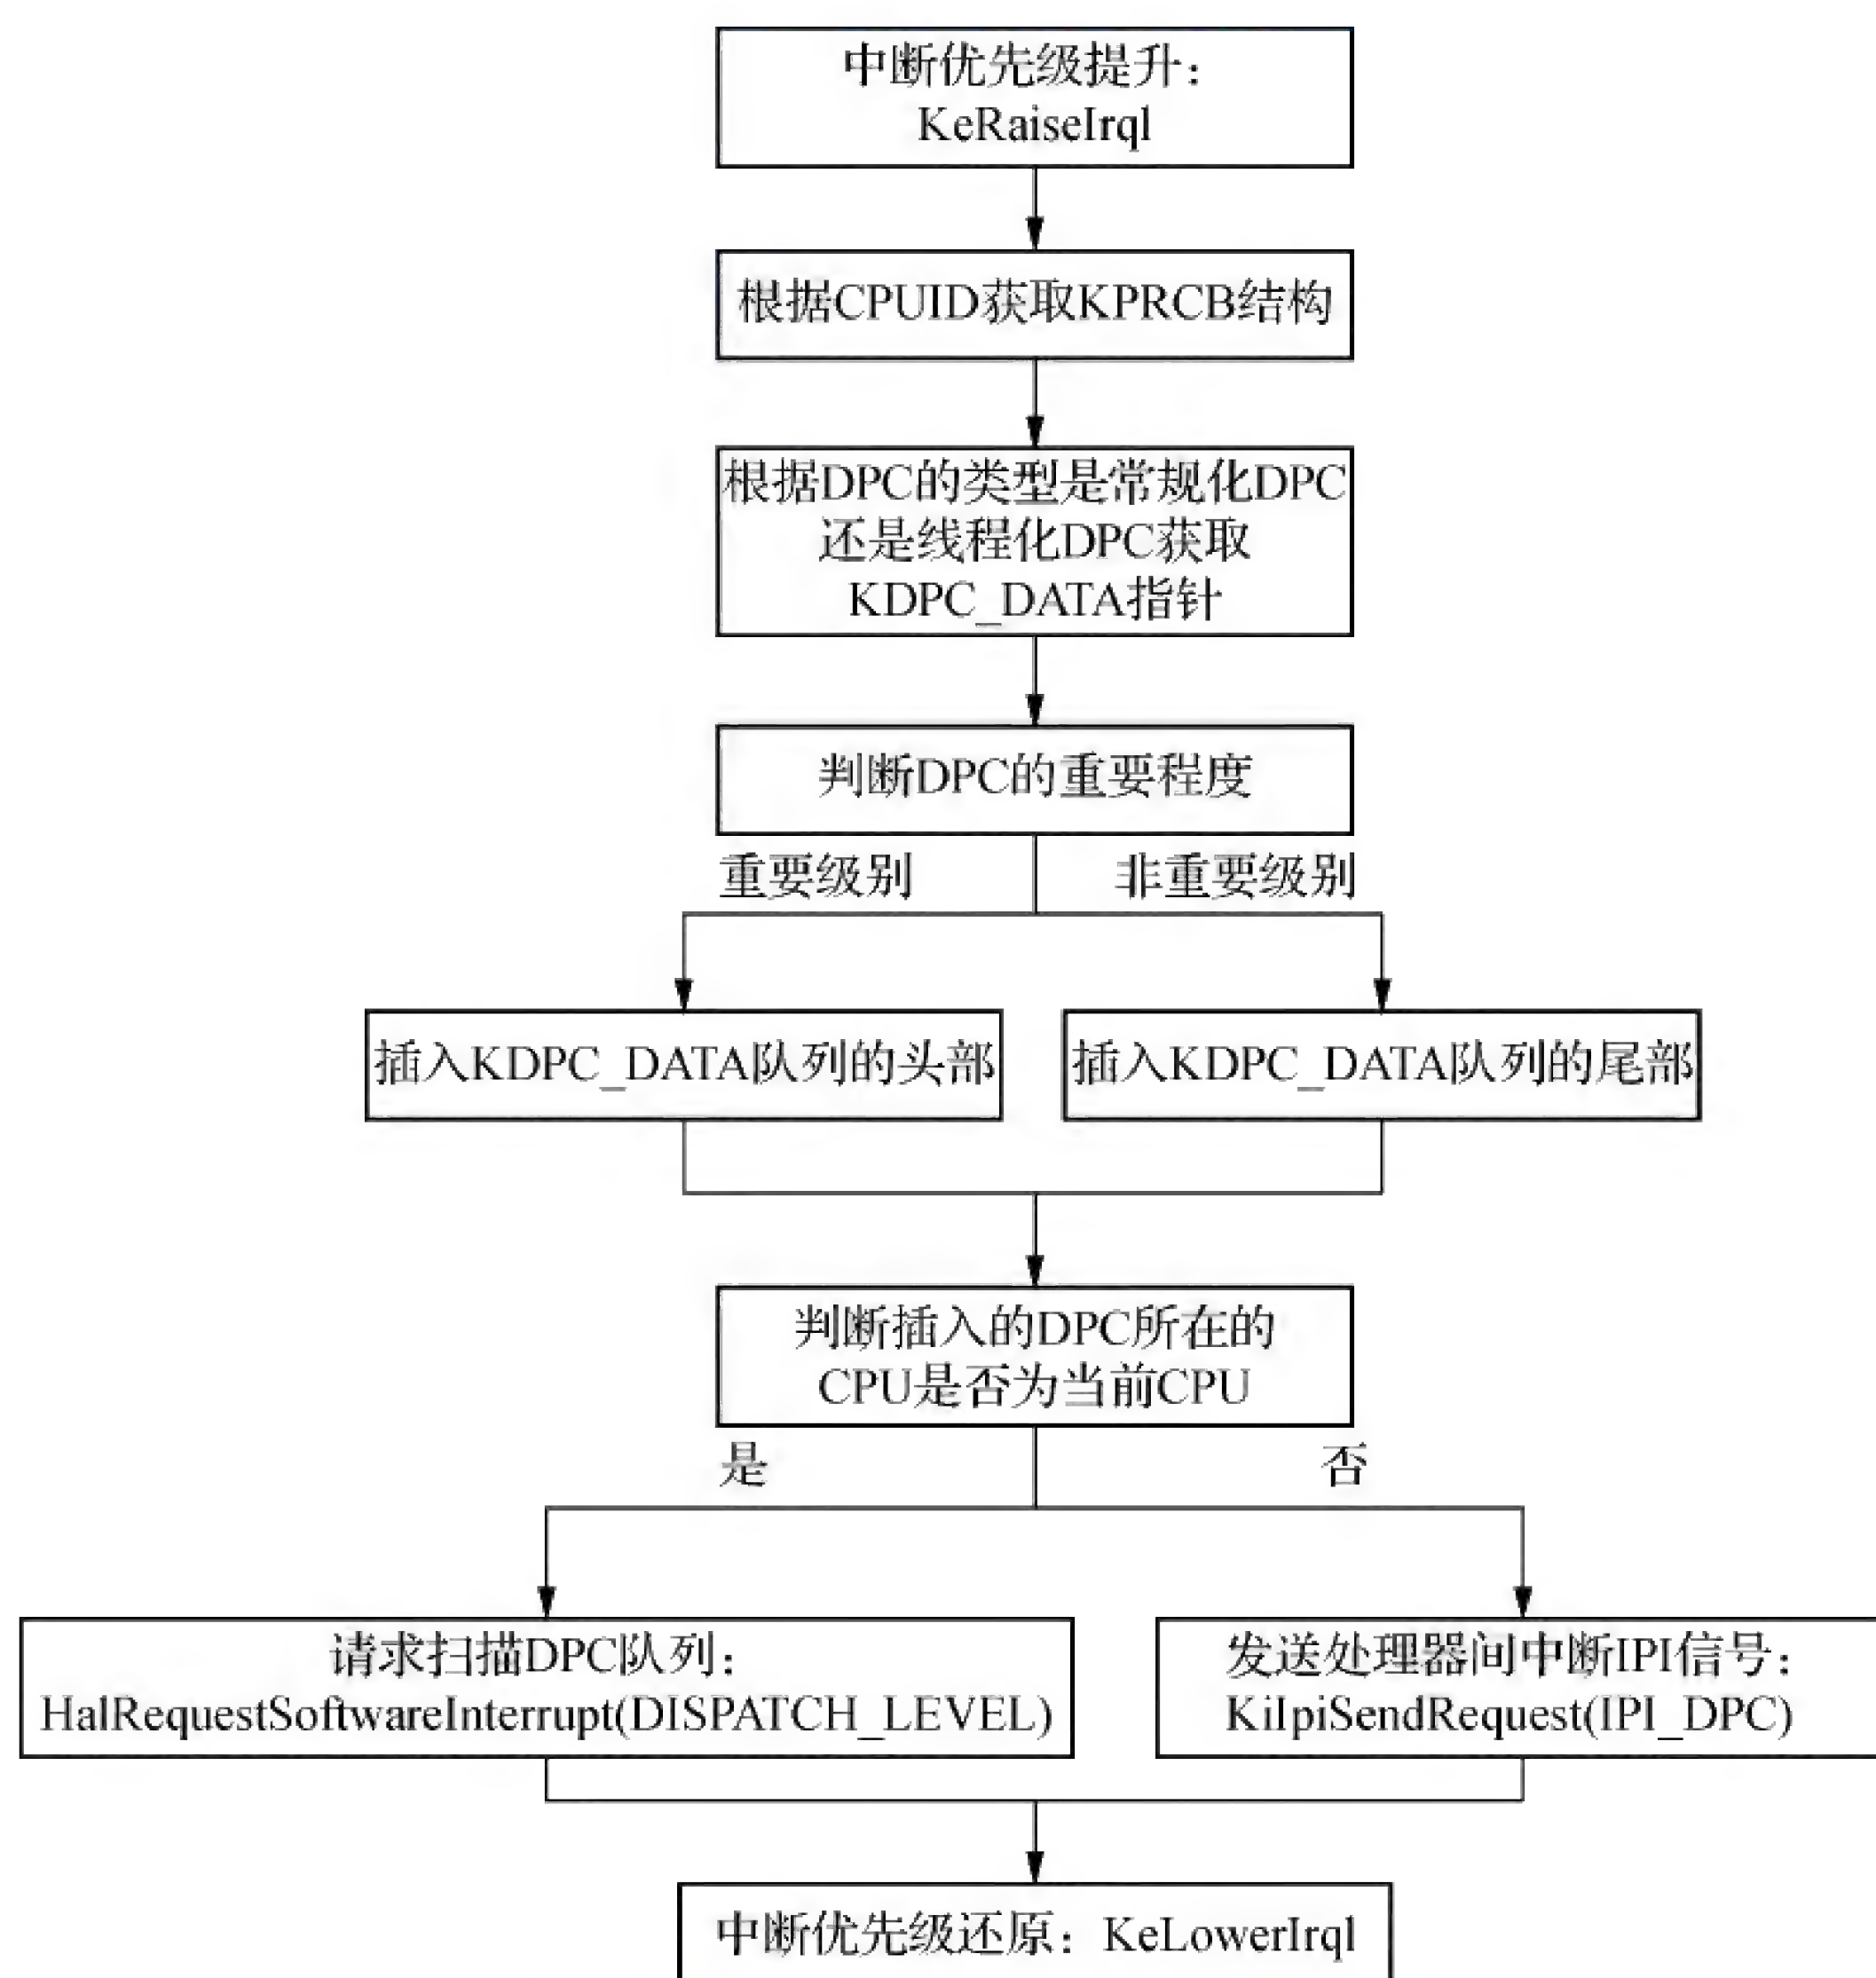 中断优先级提升：
KeRaiseIrql
根据CPUID获取KPRCB结构
根据DPC的类型是常规化DPC
还是线程化DPC获取
KDPC_DATA指针
判断DPC的重要程度
重要级别
非重要级别
插入KDPC_DATA队列的头部
插入KDPC_DATA队列的尾部
判断插入的DPC所在的
CPU是否为当前CPU
是
否
请求扫描DPC队列：
HalRequestSoftwareInterrupt(DISPATCH_LEVEL)
发送处理器间中断IPI信号：
KiIpiSendRequest(IPI_DPC)
中断优先级还原：KeLowerIrql